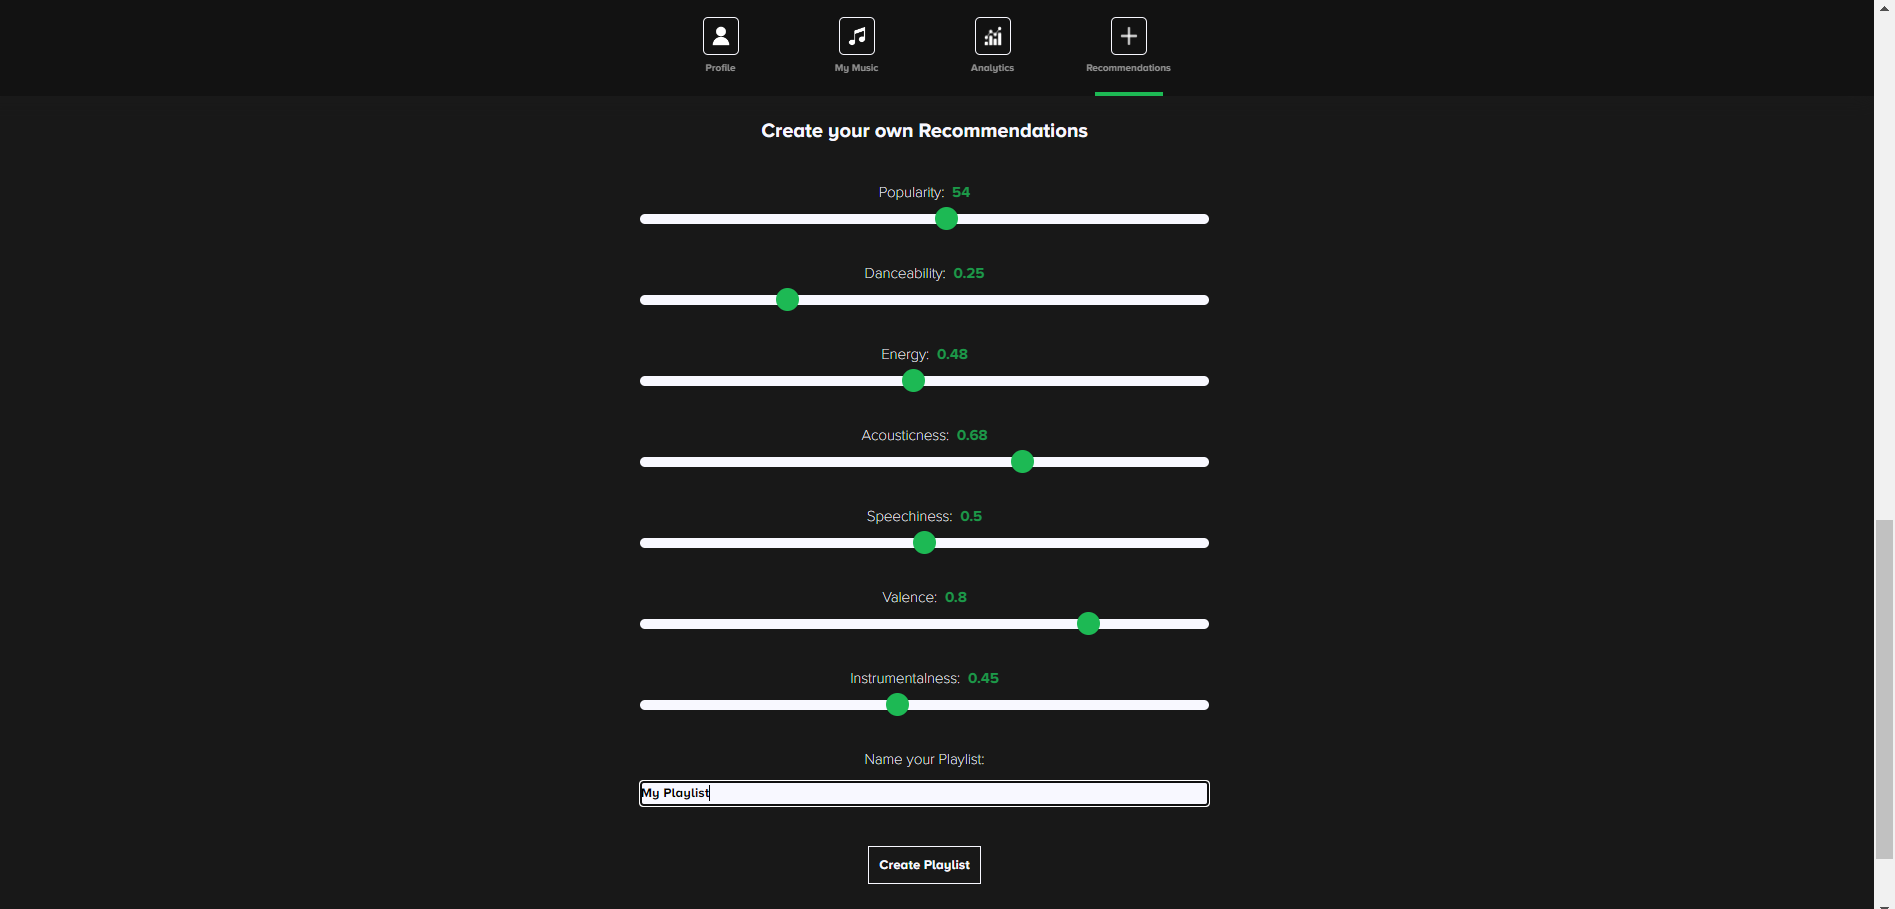 Profile My Music Analytics Recommendations
Create your own Recommendations
Popularity: 54
Danceability: 0.25
Energy: 0.48
Acousticness: 0.68
Speechiness: 0.5
Valence: 0.8
Instrumentalness: 0.45
Name your Playlist:
My Playlist
Create Playlist